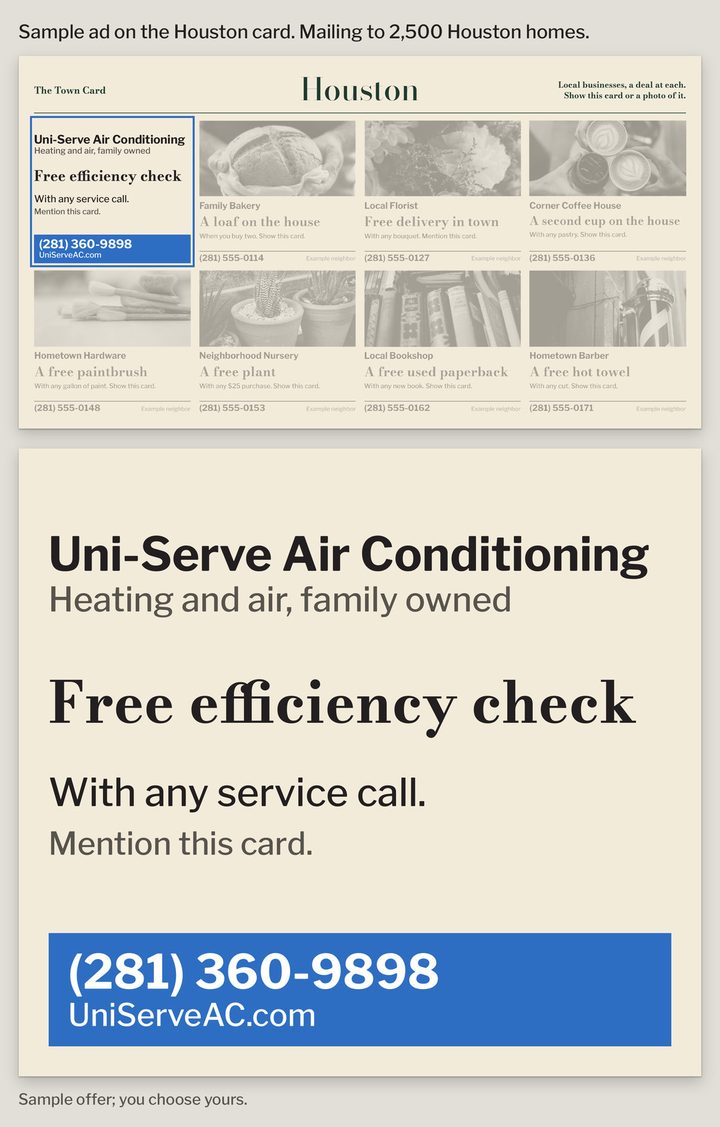 Sample ad on the Houston card. Mailing to 2,500 Houston homes.
The Town Card
Houston
Local businesses, a deal at each.
Show this card or a photo of it.
Uni-Serve Air Conditioning
Heating and air, family owned
Free efficiency check
With any service call.
Mention this card.
(281) 360-9898
UniServeAC.com
Family Bakery
A loaf on the house
When you buy two. Show this card.
(281) 555-0114 Example neighbor
Local Florist
Free delivery in town
With any bouquet. Mention this card.
(281) 555-0127 Example neighbor
Corner Coffee House
A second cup on the house
With any pastry. Show this card.
(281) 555-0136 Example neighbor
Hometown Hardware
A free paintbrush
With any gallon of paint. Show this card.
(281) 555-0148 Example neighbor
Neighborhood Nursery
A free plant
With any $25 purchase. Show this card.
(281) 555-0153 Example neighbor
Local Bookshop
A free used paperback
With any new book. Show this card.
(281) 555-0162 Example neighbor
Hometown Barber
A free hot towel
With any cut. Show this card.
(281) 555-0171 Example neighbor
Uni-Serve Air Conditioning
Heating and air, family owned
Free efficiency check
With any service call.
Mention this card.
(281) 360-9898
UniServeAC.com
Sample offer; you choose yours.